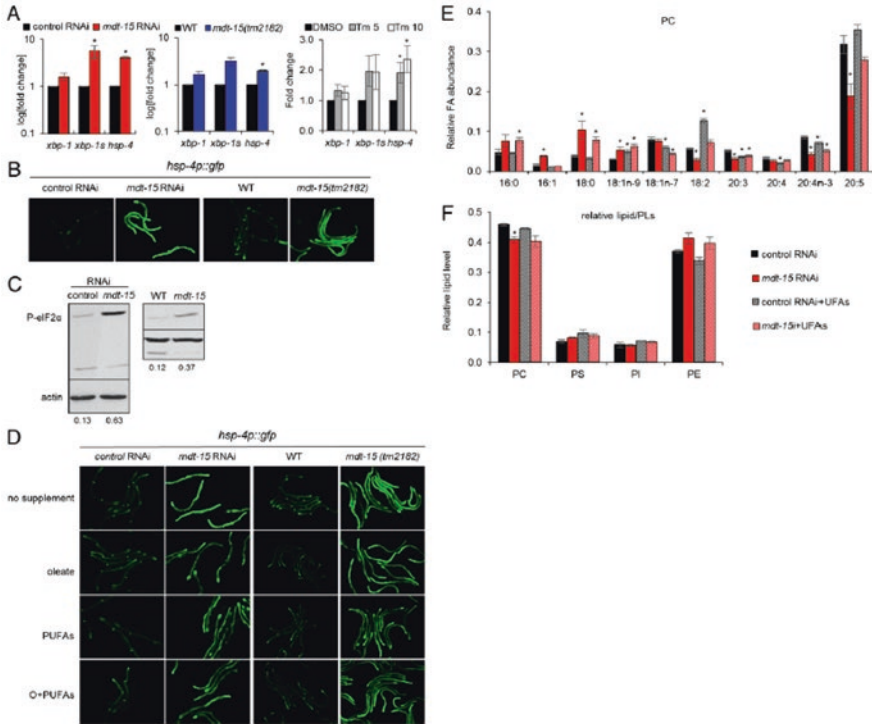 A
control RNAi mdt-15 RNAi
WT mdt-15(tm2182)
DMSO Tm 5 Tm 10
log[fold change]
10
1
0.1
xbp-1 xbp-1s hsp-4
log[fold change]
10
1
0.1
xbp-1 xbp-1s hsp-4
Fold change
4.0
3.0
2.0
1.0
0.0
xbp-1 xbp-1s hsp-4
B
hsp-4p::gfp
control RNAi mdt-15 RNAi WT mdt-15(tm2182)
C
RNAi
control mdt-15
WT mdt-15
P-eIF2α
actin
0.13 0.63
0.12 0.37
D
hsp-4p::gfp
control RNAi mdt-15 RNAi WT mdt-15 (tm2182)
no supplement
oleate
PUFAs
O+PUFAs
E
PC
Relative FA abundance
0.4
0.3
0.2
0.1
0.0
16:0 16:1 18:0 18:1n-9 18:1n-7 18:2 20:3 20:4 20:4n-3 20:5
F
relative lipid/PLs
Relative lipid level
0.5
0.4
0.3
0.2
0.1
0.0
PC PS PI PE
control RNAi
mdt-15 RNAi
control RNAi+UFAs
mdt-15i+UFAs